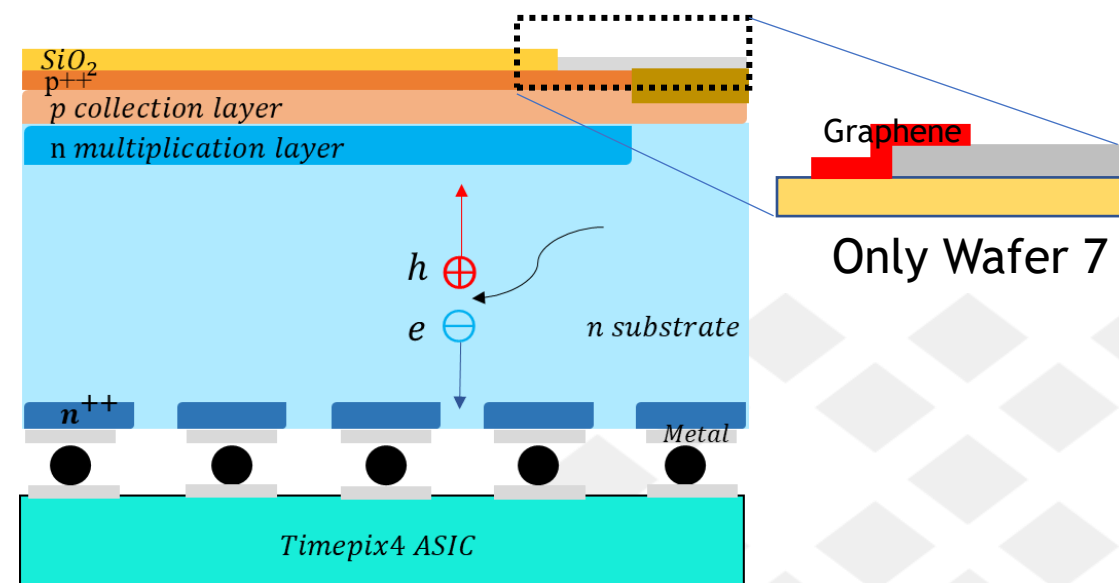 SiO₂
p++
p collection layer
n multiplication layer
Graphene
Only Wafer 7
h
e
n substrate
n⁺⁺
Metal
Timepix4 ASIC